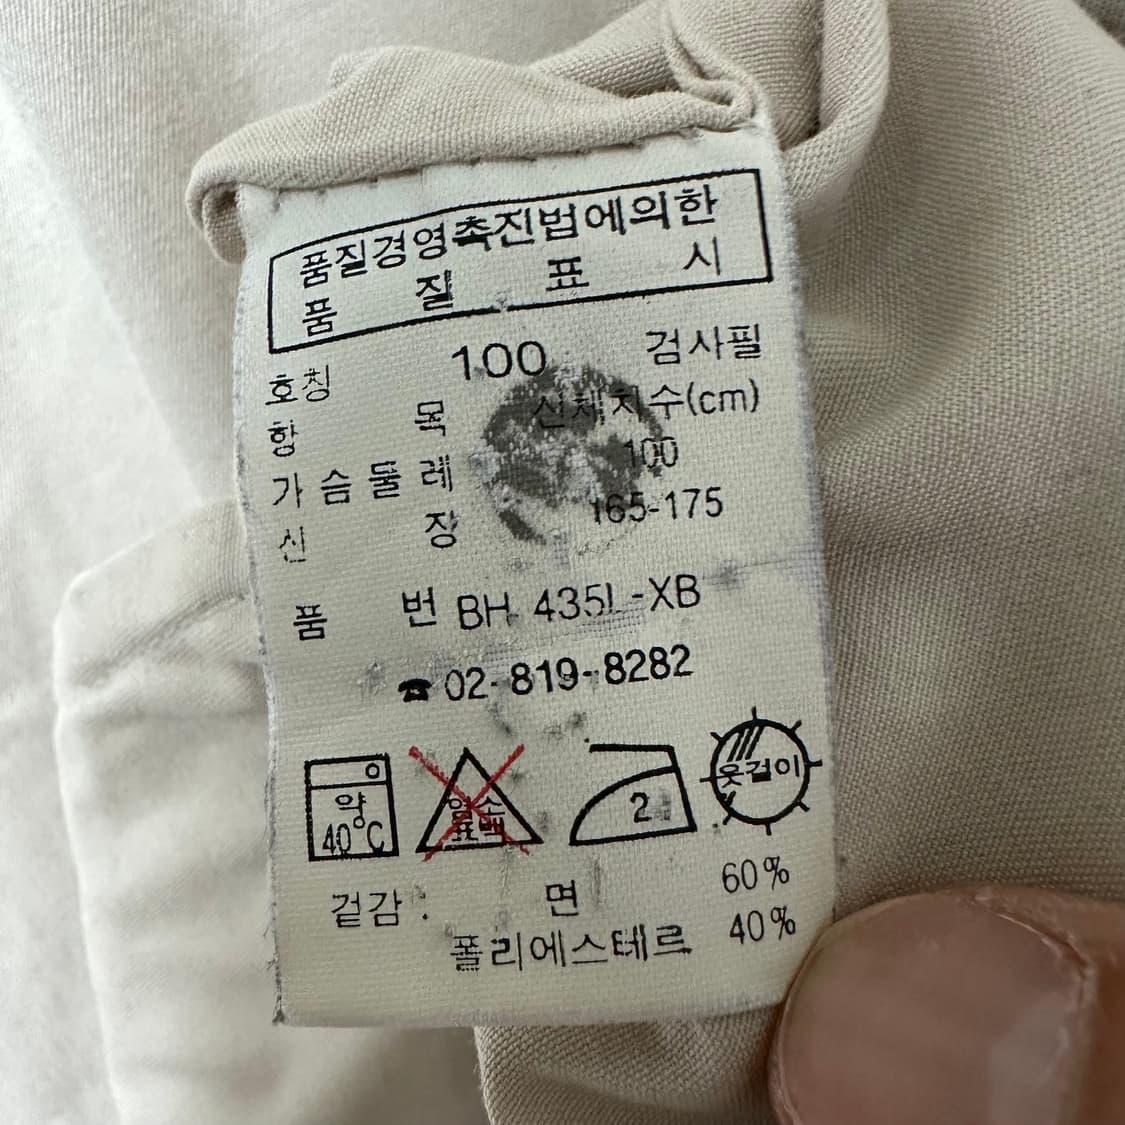 품질경영촉진법에의한
품 질 표 시
호칭 100 검사필
항 목 신체치수(cm)
가슴둘레 100
신 장 165-175
품 번 BH 435L-XB
☎ 02-819-8282
약 40°C
염소 표백
2
옷걸이
겉감 : 면 60%
폴리에스테르 40%